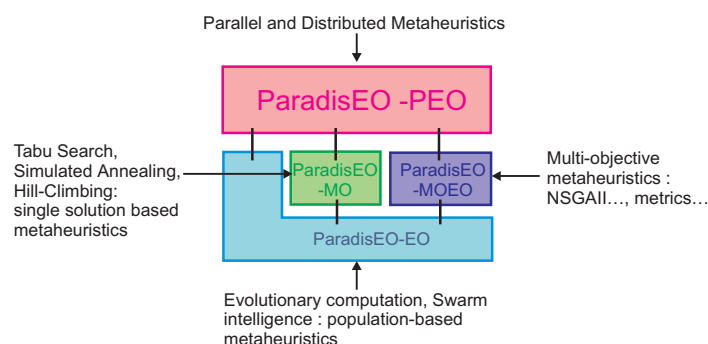 Parallel and Distributed Metaheuristics
ParadisEO -PEO
Tabu Search,
Simulated Annealing,
Hill-Climbing:
single solution based
metaheuristics
ParadisEO
-MO
ParadisEO
-MOEO
Multi-objective
metaheuristics :
NSGAII…, metrics…
ParadisEO-EO
Evolutionary computation, Swarm
intelligence : population-based
metaheuristics